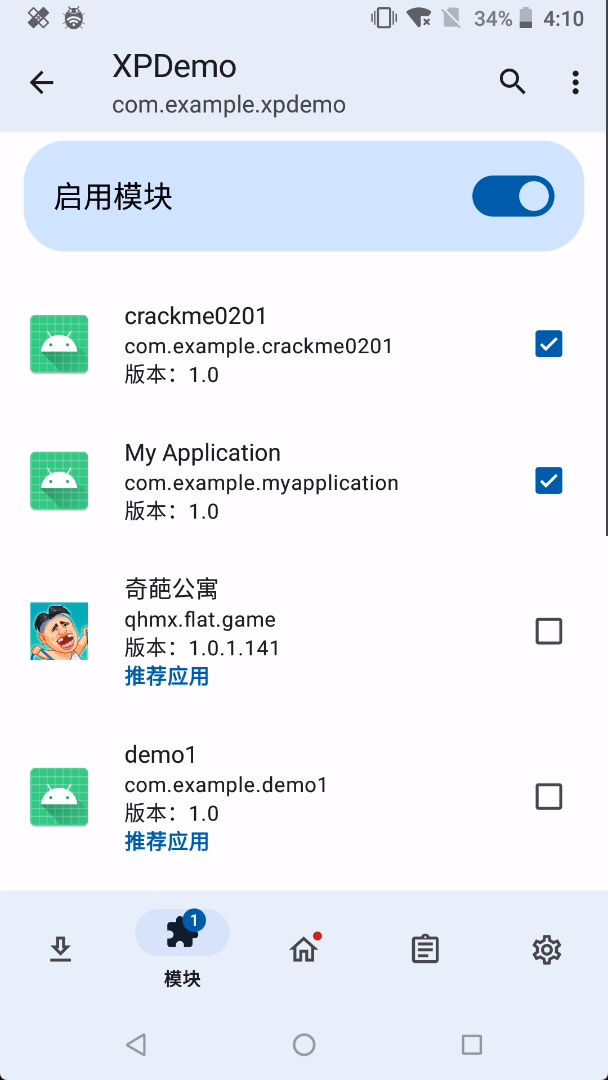 34% 4:10
XPDemo
com.example.xpdemo
启用模块
crackme0201
com.example.crackme0201
版本：1.0
My Application
com.example.myapplication
版本：1.0
奇葩公寓
qhmx.flat.game
版本：1.0.1.141
推荐应用
demo1
com.example.demo1
版本：1.0
推荐应用
1
模块